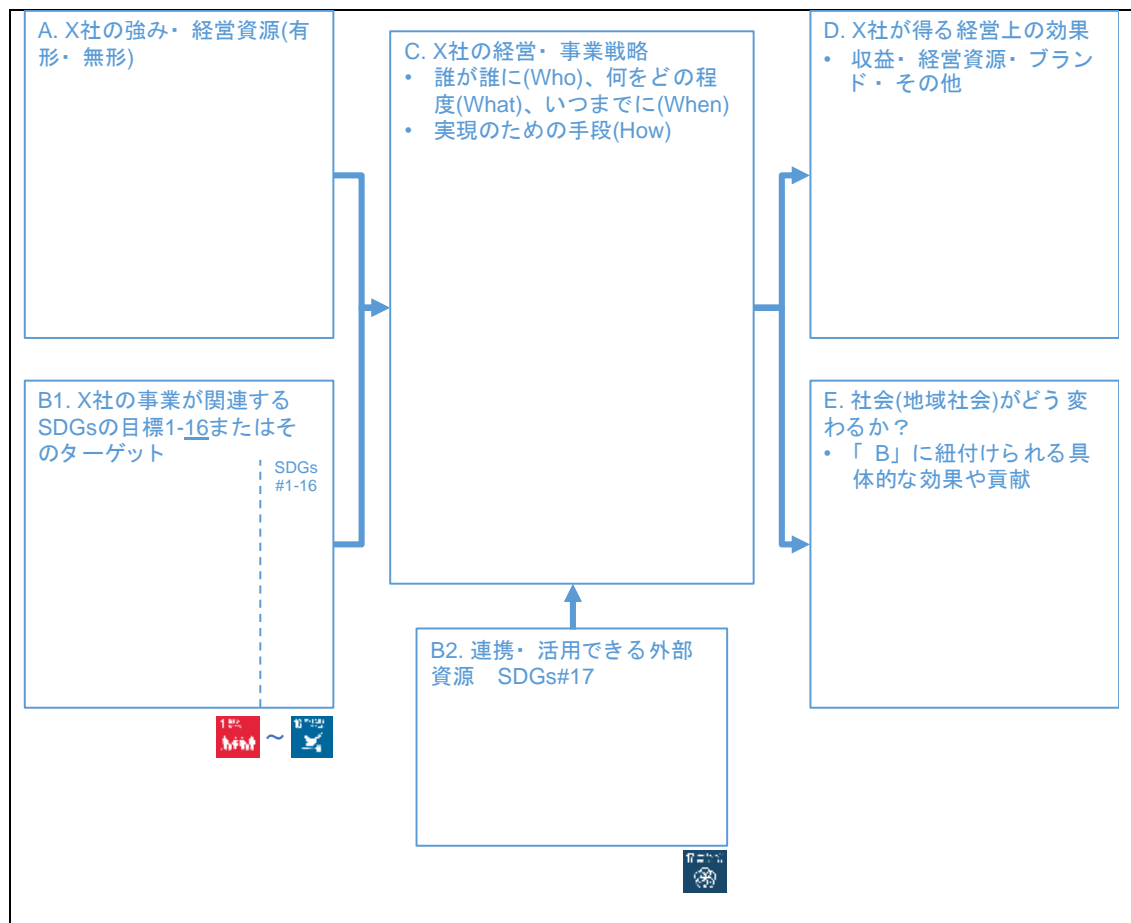 A. X社の強み・経営資源(有
形・無形)
C. X社の経営・事業戦略
• 誰が誰に(Who)、何をどの程
度(What)、いつまでに(When)
• 実現のための手段(How)
D. X社が得る経営上の効果
• 収益・経営資源・ブラン
ド・その他
B1. X社の事業が関連する
SDGsの目標1-16またはそ
のターゲット
SDGs
#1-16
E. 社会(地域社会)がどう変
わるか？
• 「B」に紐付けられる具
体的な効果や貢献
B2. 連携・活用できる外部
資源　SDGs#17
1
～
16
17